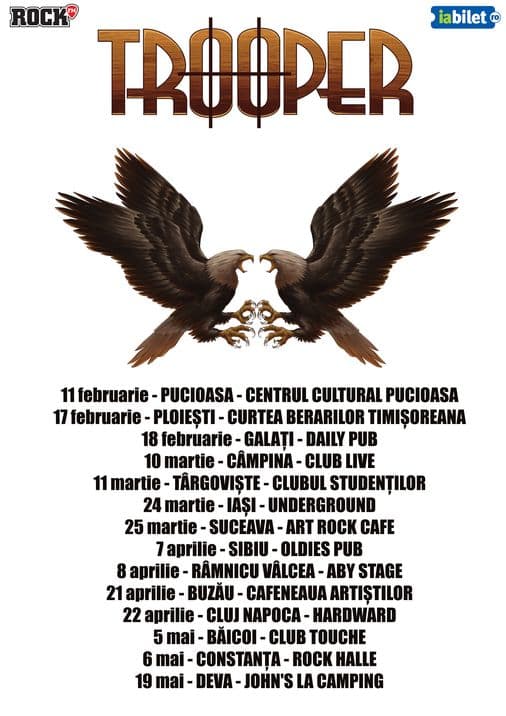 ROCK FM
iabilet.ro
TROOPER
11 februarie - PUCIOASA - CENTRUL CULTURAL PUCIOASA
17 februarie - PLOIEȘTI - CURTEA BERARILOR TIMIȘOREANA
18 februarie - GALAȚI - DAILY PUB
10 martie - CÂMPINA - CLUB LIVE
11 martie - TÂRGOVIȘTE - CLUBUL STUDENȚILOR
24 martie - IAȘI - UNDERGROUND
25 martie - SUCEAVA - ART ROCK CAFE
7 aprilie - SIBIU - OLDIES PUB
8 aprilie - RÂMNICU VÂLCEA - ABY STAGE
21 aprilie - BUZĂU - CAFENEAUA ARTIȘTILOR
22 aprilie - CLUJ NAPOCA - HARDWARD
5 mai - BĂICOI - CLUB TOUCHE
6 mai - CONSTANȚA - ROCK HALLE
19 mai - DEVA - JOHN'S LA CAMPING